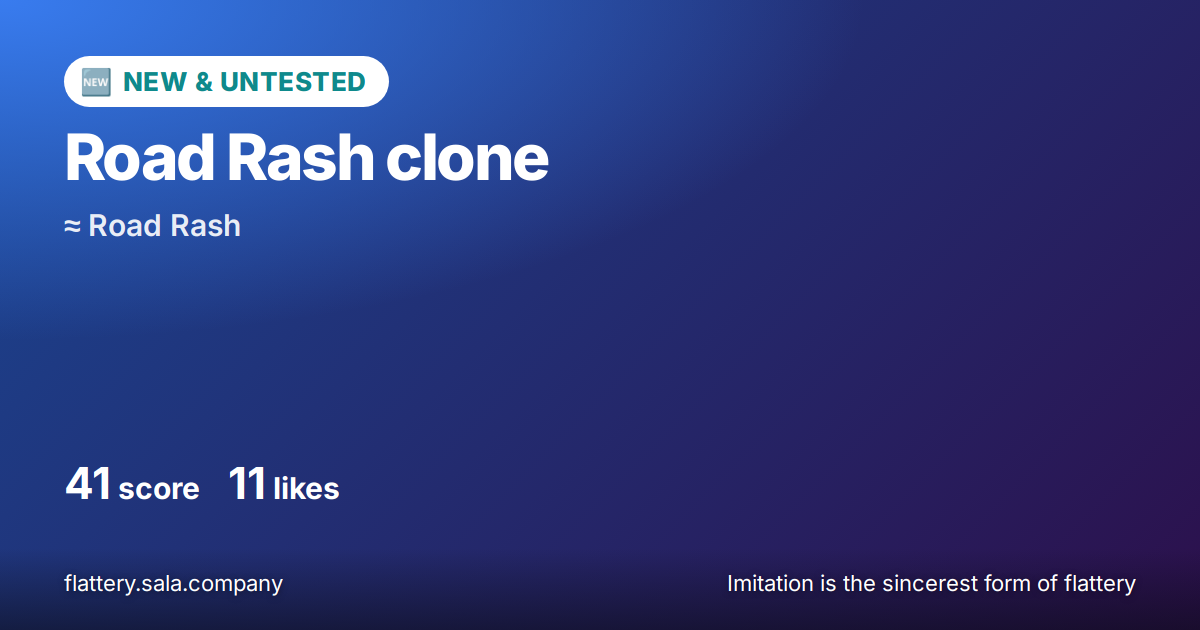 🆕 NEW & UNTESTED
Road Rash clone
≈ Road Rash
41 score 11 likes
flattery.sala.company
Imitation is the sincerest form of flattery